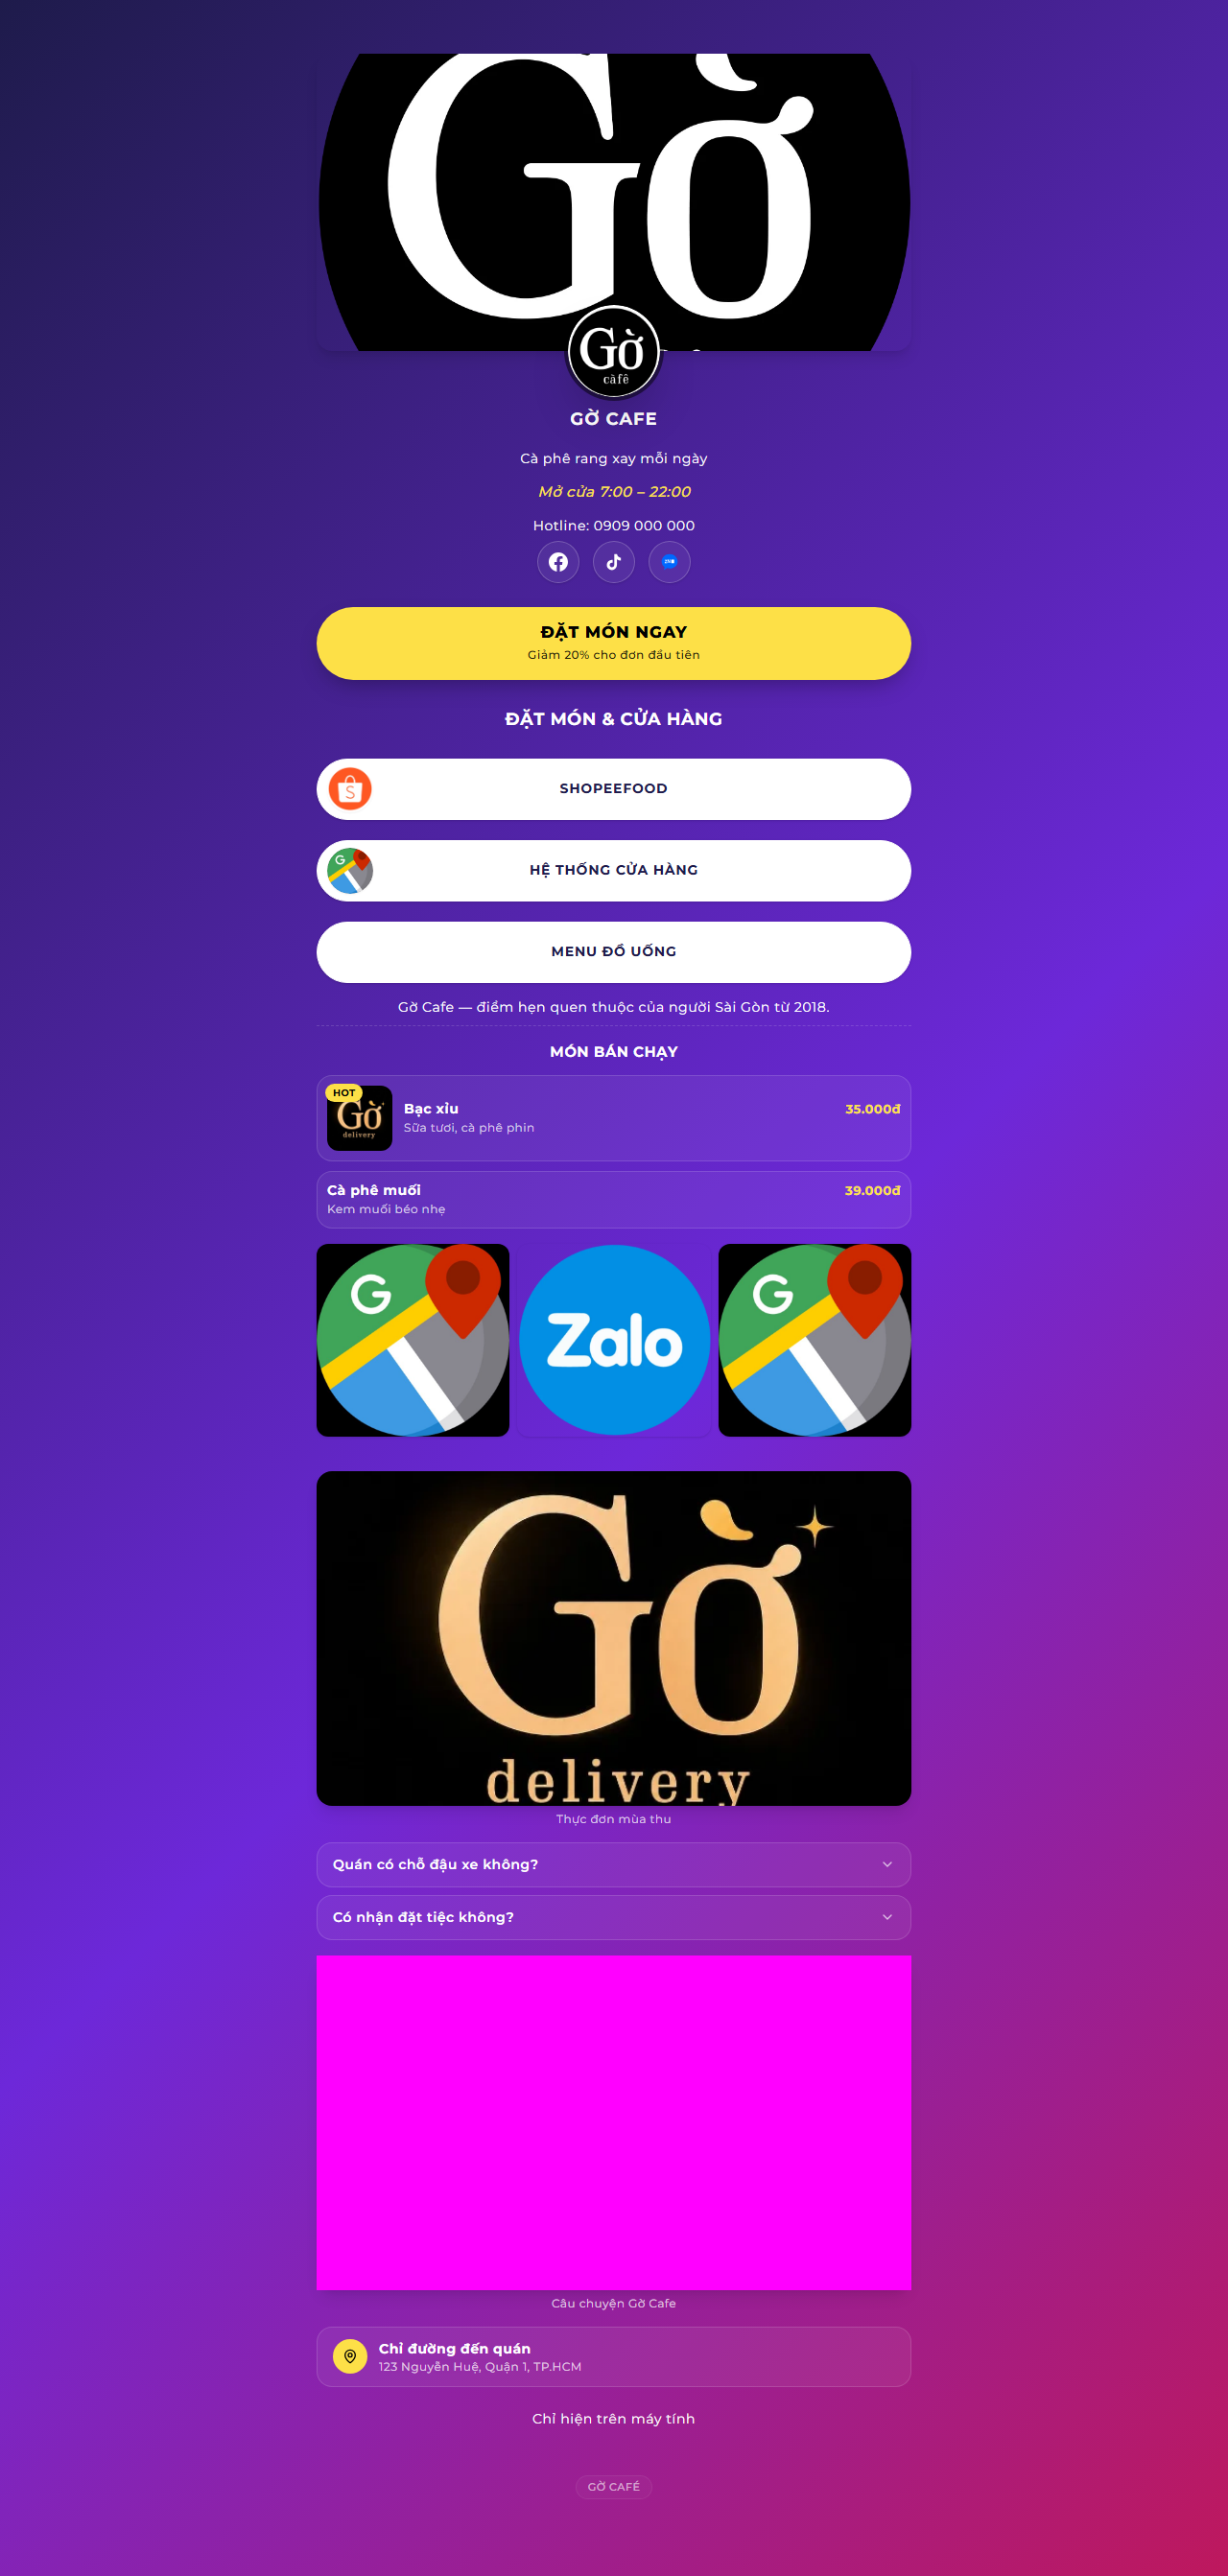 Gờ
Gờ
càfê
GỜ CAFE
Cà phê rang xay mỗi ngày
Mở cửa 7:00 – 22:00
Hotline: 0909 000 000
ĐẶT MÓN NGAY
Giảm 20% cho đơn đầu tiên
ĐẶT MÓN & CỬA HÀNG
S
SHOPEEFOOD
G
HỆ THỐNG CỬA HÀNG
MENU ĐỒ UỐNG
Gờ Cafe — điểm hẹn quen thuộc của người Sài Gòn từ 2018.
MÓN BÁN CHẠY
HOT
Gờ
delivery
Bạc xỉu
35.000đ
Sữa tươi, cà phê phin
Cà phê muối
39.000đ
Kem muối béo nhẹ
G
Zalo
G
Gờ
delivery
Thực đơn mùa thu
Quán có chỗ đậu xe không?
Có nhận đặt tiệc không?
Câu chuyện Gờ Cafe
Chỉ đường đến quán
123 Nguyễn Huệ, Quận 1, TP.HCM
Chỉ hiện trên máy tính
GỜ CAFÉ